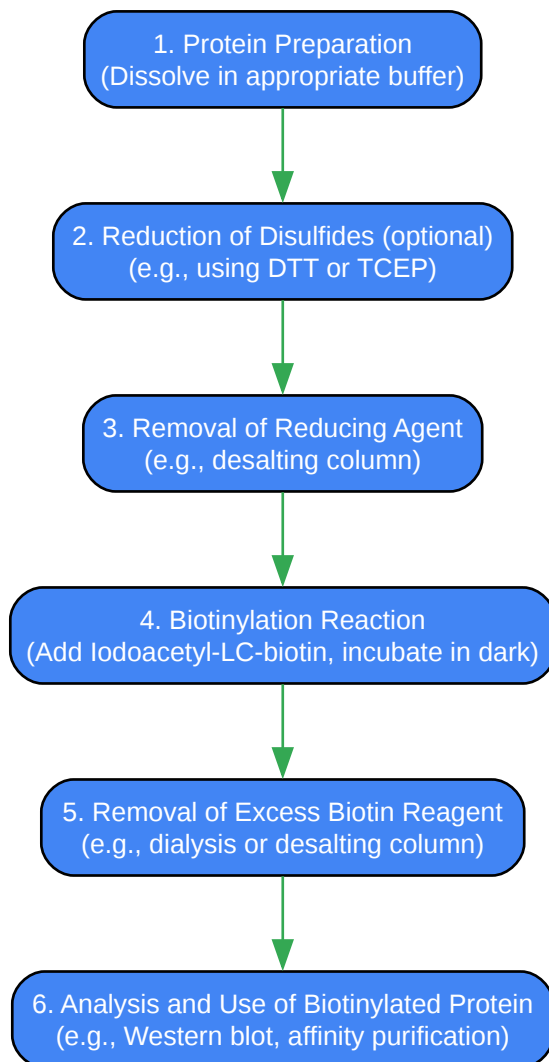 1. Protein Preparation
(Dissolve in appropriate buffer)
2. Reduction of Disulfides (optional)
(e.g., using DTT or TCEP)
3. Removal of Reducing Agent
(e.g., desalting column)
4. Biotinylation Reaction
(Add Iodoacetyl-LC-biotin, incubate in dark)
5. Removal of Excess Biotin Reagent
(e.g., dialysis or desalting column)
6. Analysis and Use of Biotinylated Protein
(e.g., Western blot, affinity purification)